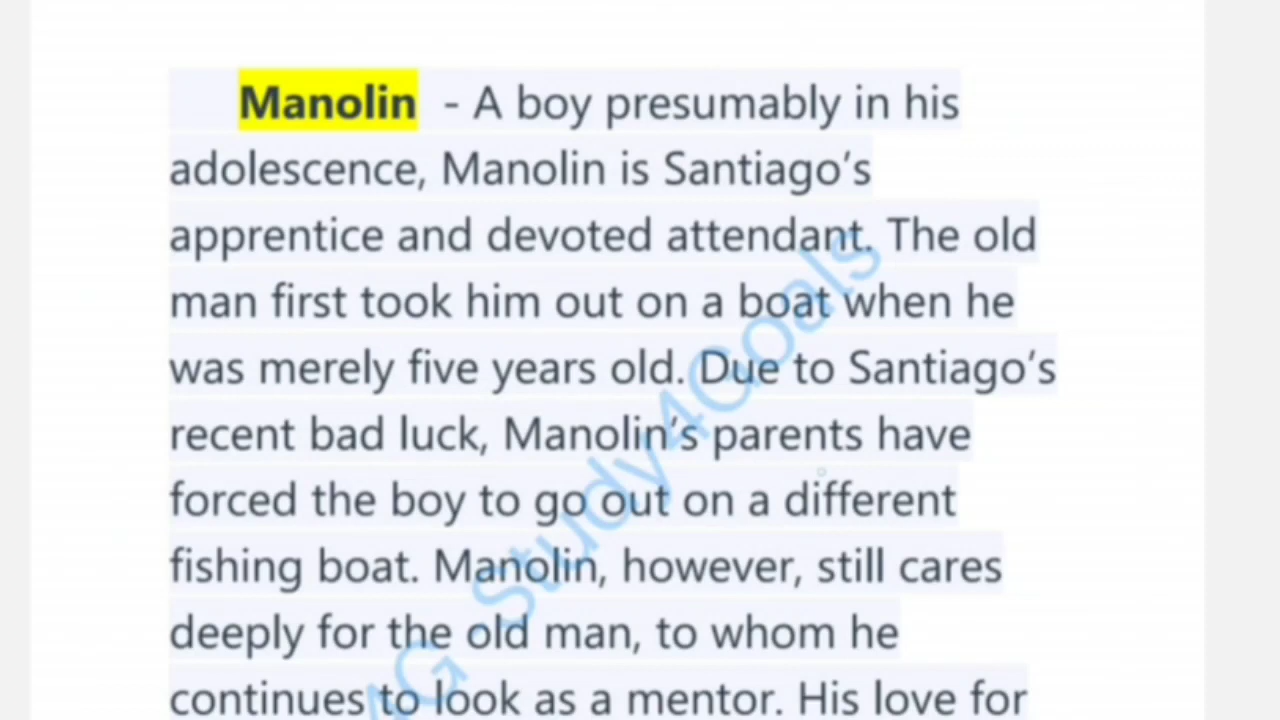 Manolin - A boy presumably in his
adolescence, Manolin is Santiago’s
apprentice and devoted attendant. The old
man first took him out on a boat when he
was merely five years old. Due to Santiago’s
recent bad luck, Manolin’s parents have
forced the boy to go out on a different
fishing boat. Manolin, however, still cares
deeply for the old man, to whom he
continues to look as a mentor. His love for
4G -Study4Goals